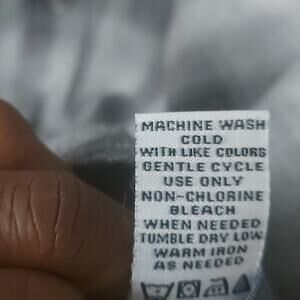 MACHINE WASH
COLD
WITH LIKE COLORS
GENTLE CYCLE
USE ONLY
NON-CHLORINE
BLEACH
WHEN NEEDED
TUMBLE DRY LOW
WARM IRON
AS NEEDED